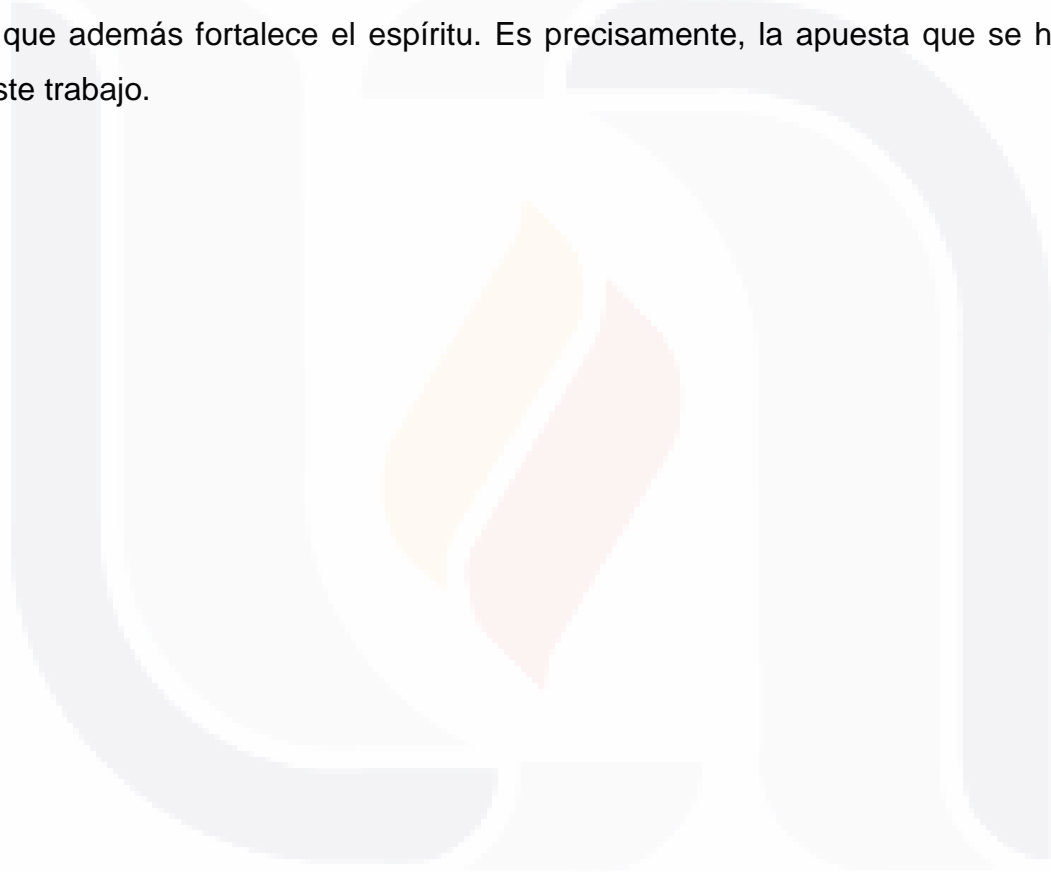 que además fortalece el espíritu. Es precisamente, la apuesta que se h
ste trabajo.